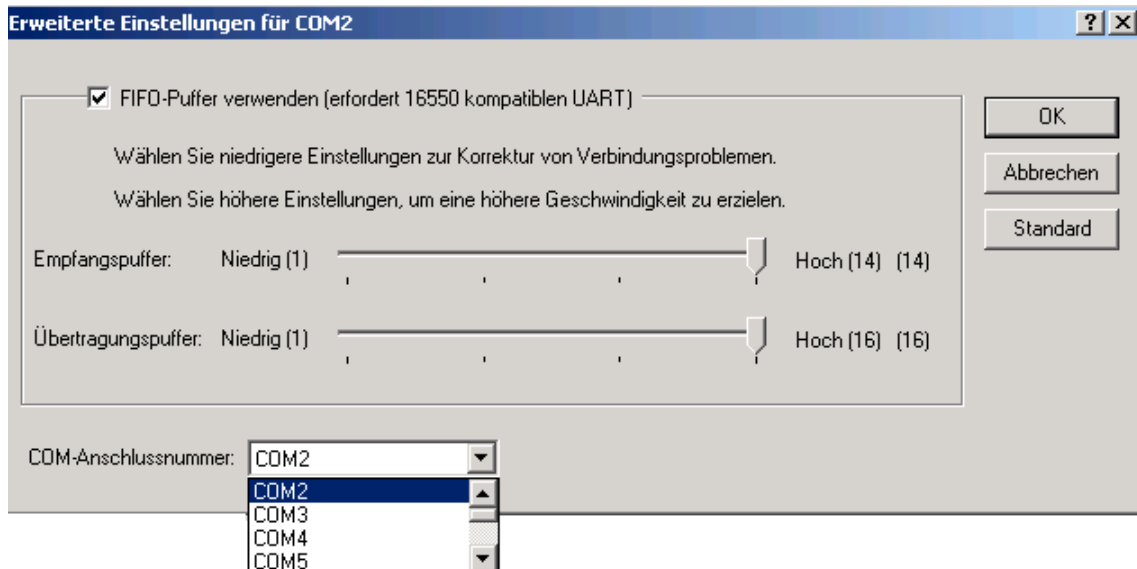 Erweiterte Einstellungen für COM2
FIFO-Puffer verwenden (erfordert 16550 kompatiblen UART)
Wählen Sie niedrigere Einstellungen zur Korrektur von Verbindungsproblemen.
Wählen Sie höhere Einstellungen, um eine höhere Geschwindigkeit zu erzielen.
Empfangspuffer: Niedrig (1) Hoch (14) (14)
Übertragungspuffer: Niedrig (1) Hoch (16) (16)
OK
Abbrechen
Standard
COM-Anschlussnummer: COM2
COM2
COM3
COM4
COM5